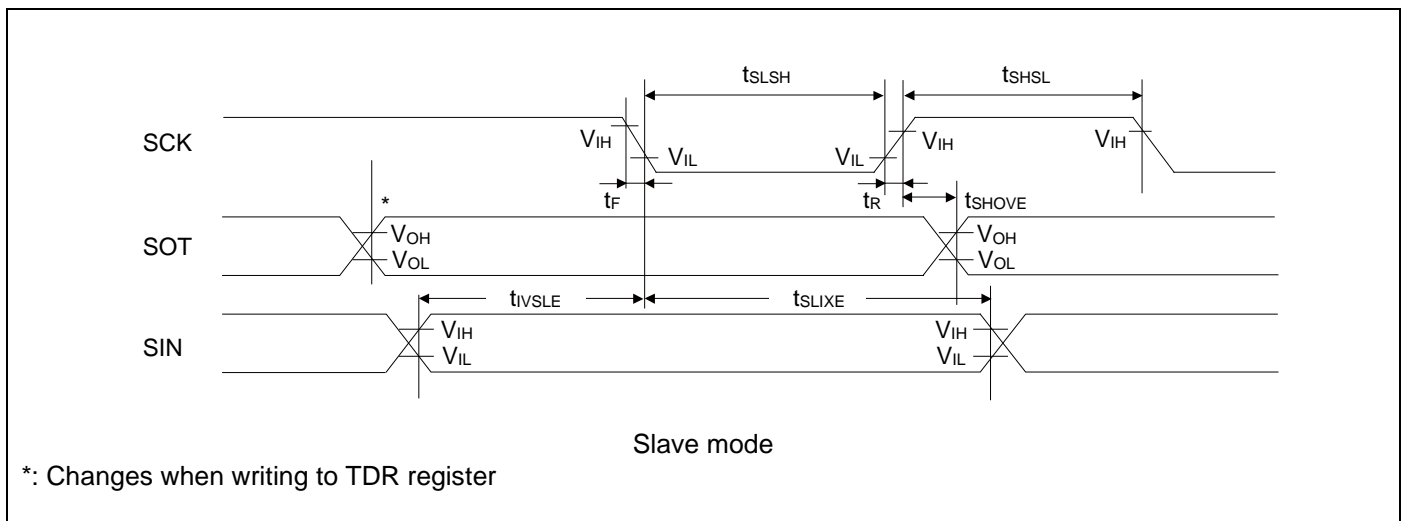 tSLSH tSHSL
SCK VIH VIL VIL VIH VIH
tF tR tSHOVE
*
SOT VOH VOH
VOL VOL
tIVSLE tSLIXE
SIN VIH VIH
VIL VIL
Slave mode
*: Changes when writing to TDR register